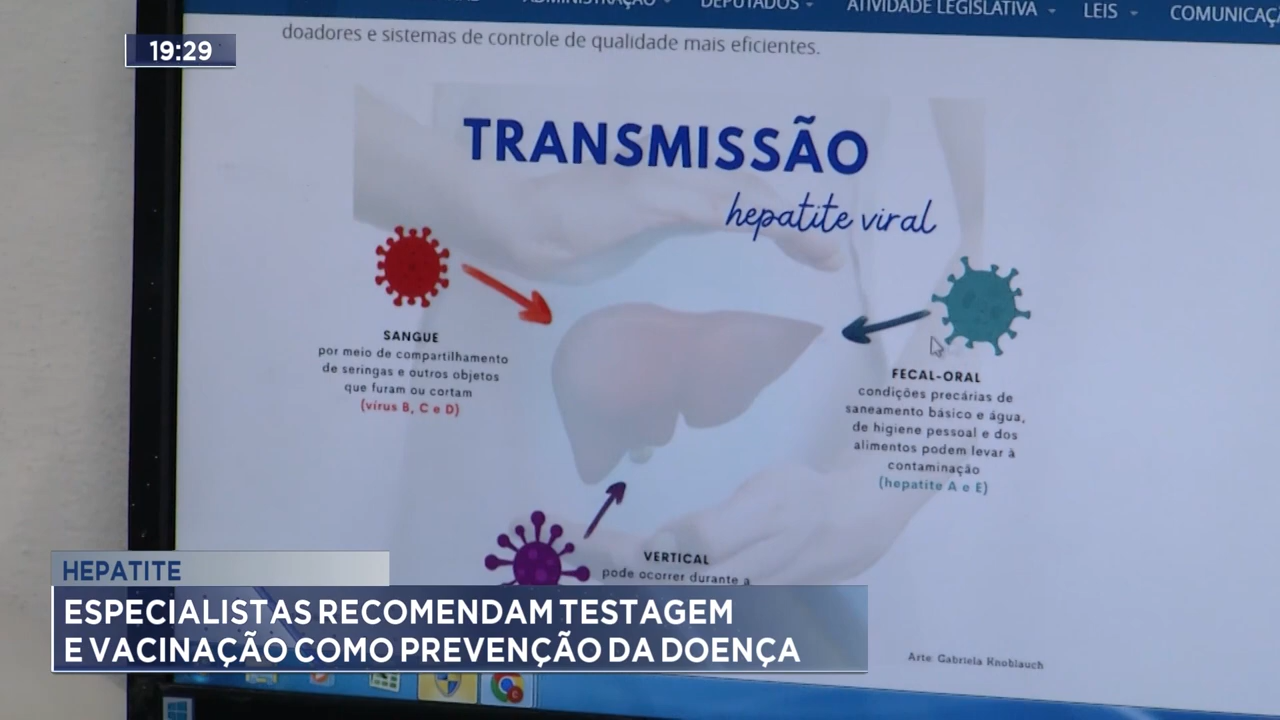 ADMINISTRAÇÃO
DEPUTADOS
ATIVIDADE LEGISLATIVA
LEIS
19:29
doadores e sistemas de controle de qualidade mais eficientes.
TRANSMISSÃO
hepatite viral
SANGUE
por meio de compartilhamento
de seringas e outros objetos
que furam ou cortam
(vírus B, C e D)
FECAL-ORAL
condições precárias de
saneamento básico e água,
de higiene pessoal e dos
alimentos podem levar à
contaminação
(hepatite A e E)
VERTICAL
pode ocorrer durante a
HEPATITE
ESPECIALISTAS RECOMENDAM TESTAGEM
E VACINAÇÃO COMO PREVENÇÃO DA DOENÇA
Arte: Gabriela Knoblauch